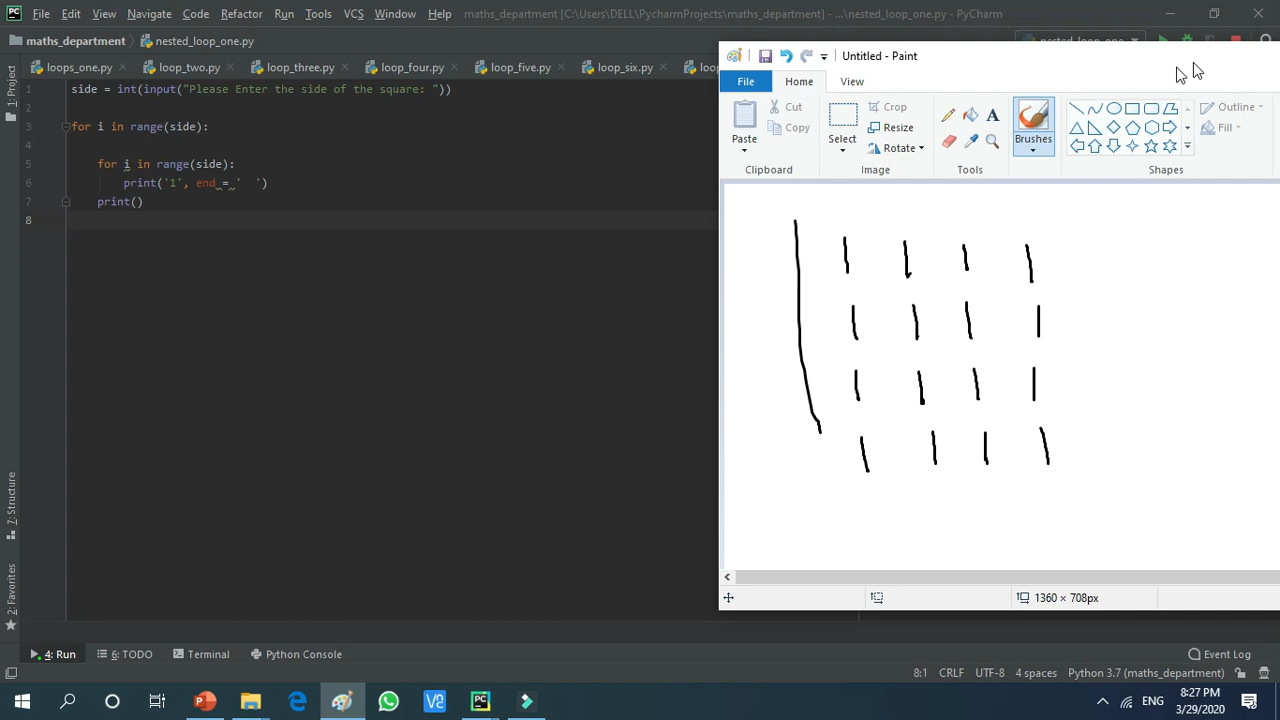 File Edit View Navigate Code Refactor Run Tools VCS Window Help maths_department [C:\Users\DELL\PycharmProjects\maths_department] - ...\nested_loop_one.py - PyCharm
maths_department nested_loop_one.py
loops_one.py loop_three.py loop_four.py loop_five.py loop_six.py
1 side = int(input("Please Enter the side of the square: "))
2
3 for i in range(side):
4
5 for i in range(side):
6 print('1', end = ' ')
7 print()
8
1: Project
Z: Structure
2: Favorites
Untitled - Paint
File Home View
Paste Cut Copy
Clipboard
Select Crop Resize Rotate
Image
A
Tools
Brushes
Outline Fill
Shapes
1360 × 708px
4: Run 6: TODO Terminal Python Console Event Log
8:1 CRLF UTF-8 4 spaces Python 3.7 (maths_department)
ENG 8:27 PM
3/29/2020